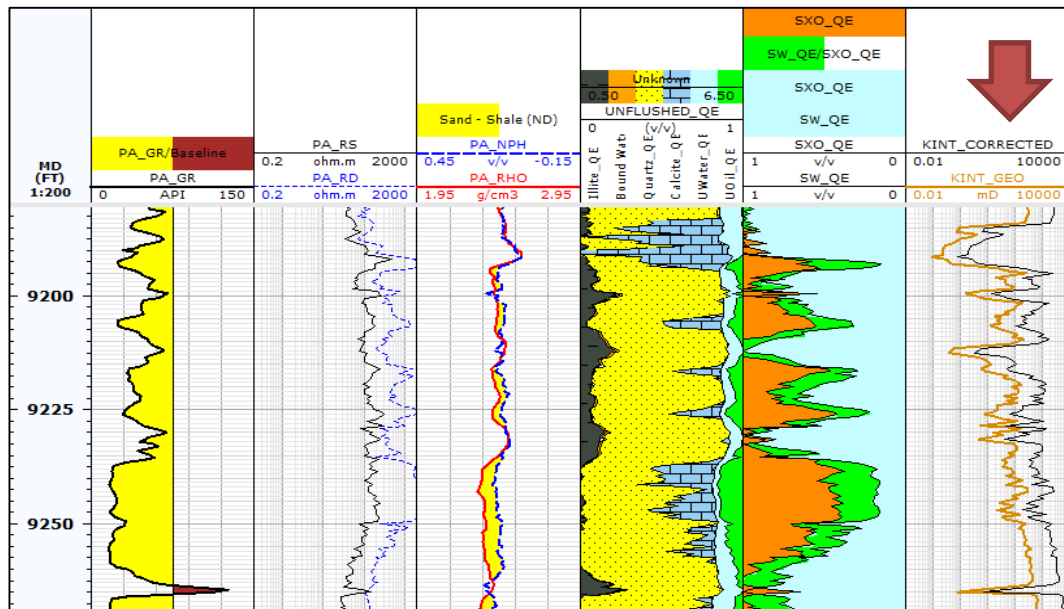 SXO_QE
SW_QE/SXO_QE
Unknown
0.50 6.50
SXO_QE
Sand - Shale (ND)
UNFLUSHED_QE
SW_QE
0 (v/v) 1
PA_GR/Baseline
PA_RS
PA_NPH
SXO_QE
KINT_CORRECTED
MD
(FT)
1:200
0.2 ohm.m 2000
0.45 v/v -0.15
1 v/v 0
0.01 10000
PA_GR
PA_RD
PA_RHO
SW_QE
KINT_GEO
0 API 150
0.2 ohm.m 2000
1.95 g/cm3 2.95
1 v/v 0
0.01 mD 10000
Illite_QE
Bound Wat
Quartz_QE
Calcite_QE
UWater_QE
UOil_QE
9200
9225
9250